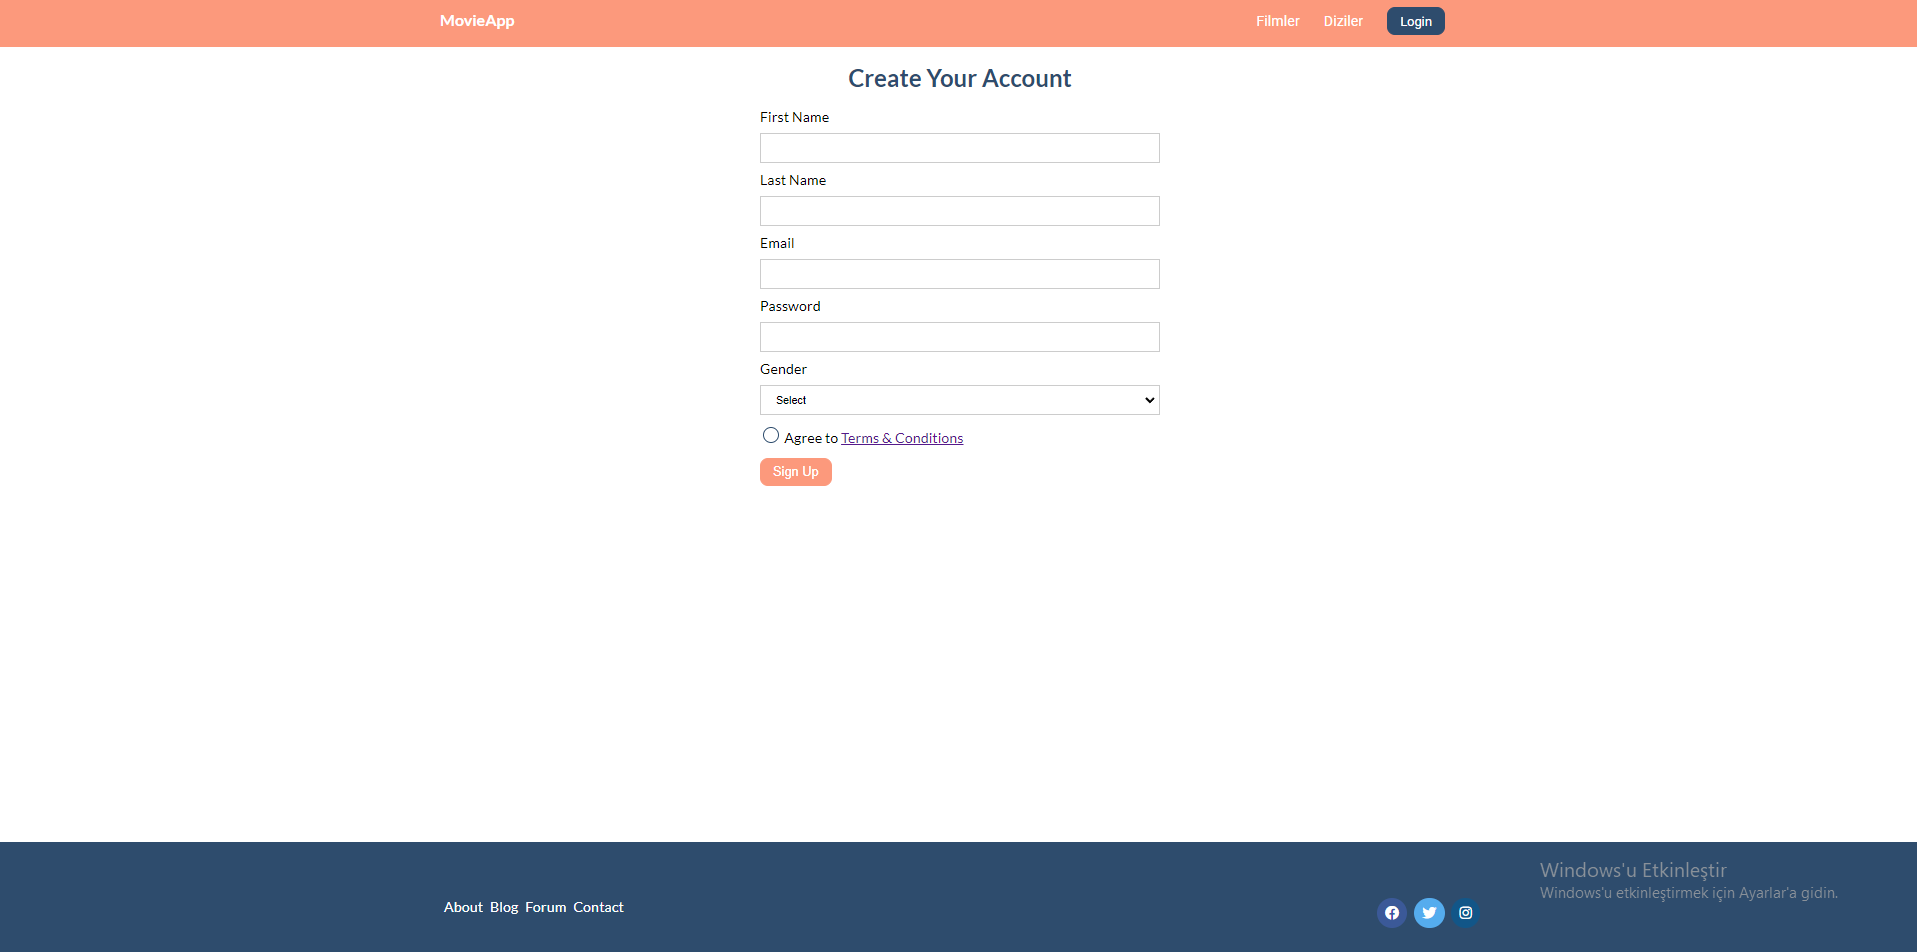 MovieApp Filmler Diziler Login
Create Your Account
First Name
Last Name
Email
Password
Gender
Select
Agree to Terms & Conditions
Sign Up
Windows'u Etkinleştir
Windows'u etkinleştirmek için Ayarlar'a gidin.
About Blog Forum Contact